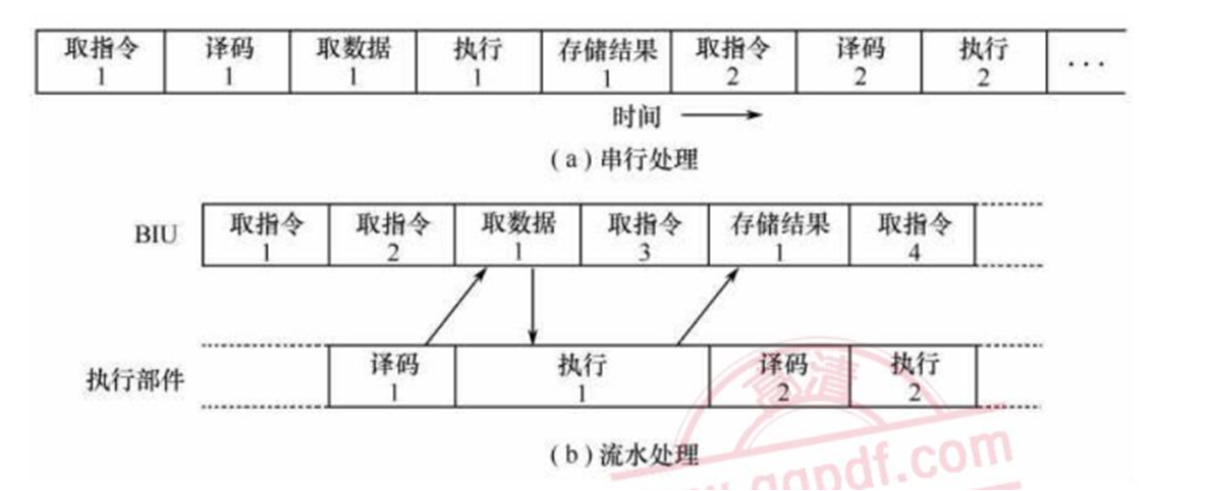 取指令 译码 取数据 执行 存储结果 取指令 译码 执行 ···
1 1 1 1 1 2 2 2
时间
(a)串行处理
BIU 取指令 取指令 取数据 取指令 存储结果 取指令
1 2 1 3 1 4
执行部件 译码 执行 译码 执行
1 1 2 2
(b)流水处理
高清
gqpdf.com